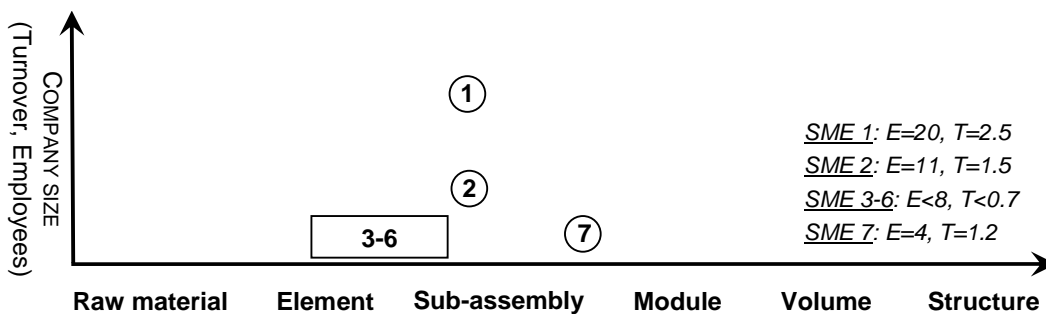 COMPANY SIZE
(Turnover, Employees)
1
2
3-6
7
SME 1: E=20, T=2.5
SME 2: E=11, T=1.5
SME 3-6: E<8, T<0.7
SME 7: E=4, T=1.2
Raw material Element Sub-assembly Module Volume Structure